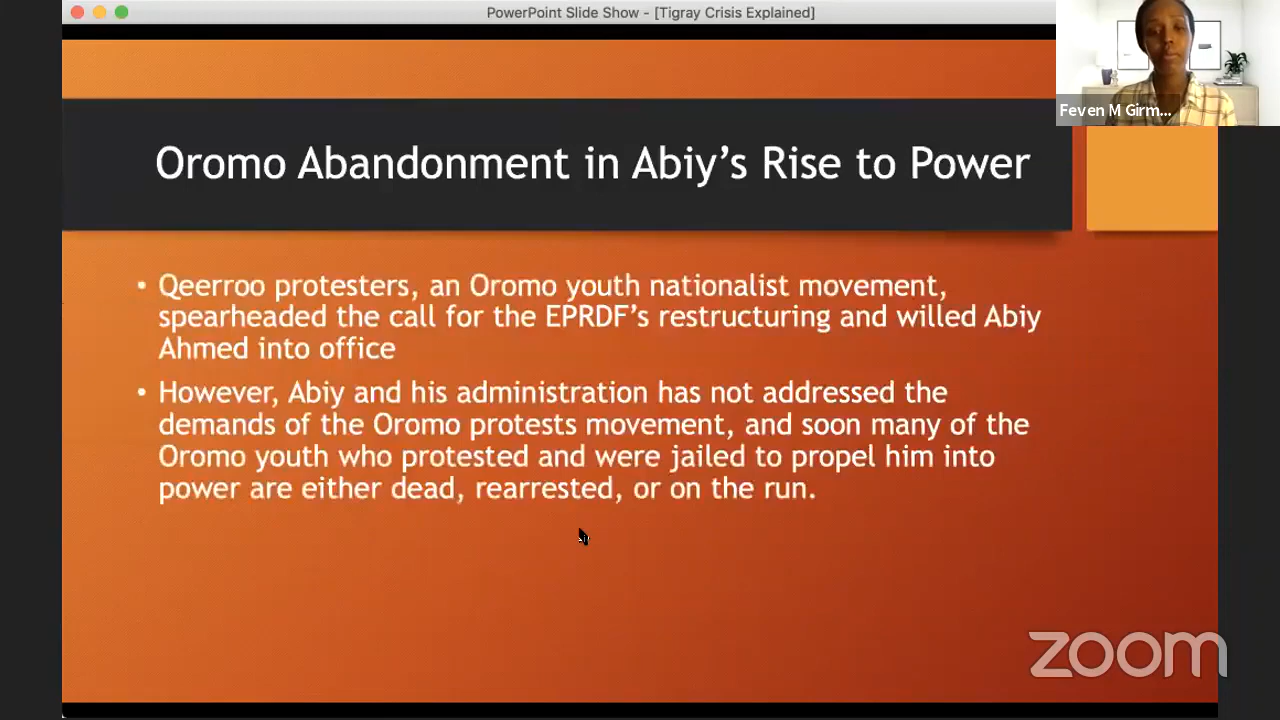 PowerPoint Slide Show - [Tigray Crisis Explained]
Feven M Girm...
Oromo Abandonment in Abiy’s Rise to Power
• Qeerroo protesters, an Oromo youth nationalist movement,
spearheaded the call for the EPRDF’s restructuring and willed Abiy
Ahmed into office
• However, Abiy and his administration has not addressed the
demands of the Oromo protests movement, and soon many of the
Oromo youth who protested and were jailed to propel him into
power are either dead, rearrested, or on the run.
zoom